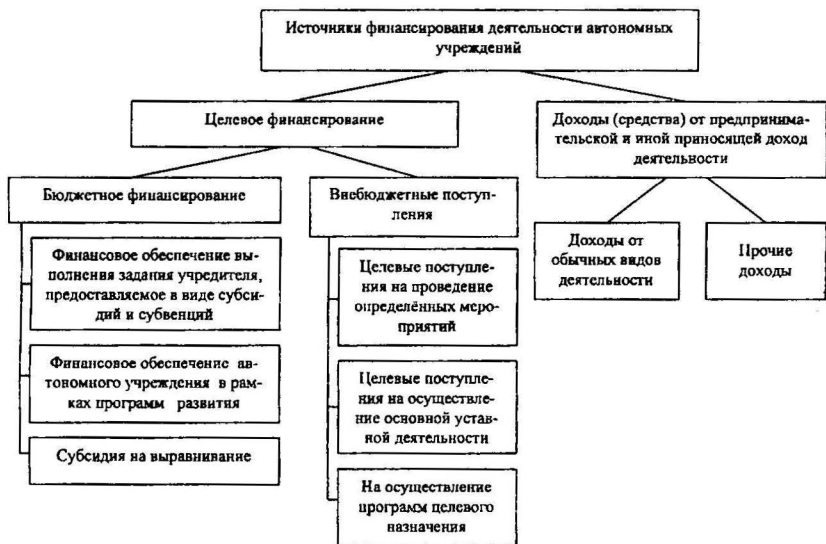 Источники финансирования деятельности автономных
учреждений
Целевое финансирование
Доходы (средства) от предпринима-
тельской и иной приносящей доход
деятельности
Бюджетное финансирование
Внебюджетные поступ-
ления
Финансовое обеспечение вы-
полнения задания учредителя,
предоставляемое в виде субси-
дий и субвенций
Финансовое обеспечение ав-
тономного учреждения в рам-
ках программ развития
Субсидия на выравнивание
Целевые поступле-
ния на проведение
определённых меро-
приятий
Целевые поступле-
ния на осуществле-
ние основной устав-
ной деятельности
На осуществление
программ целевого
назначения
Доходы от
обычных видов
деятельности
Прочие
доходы